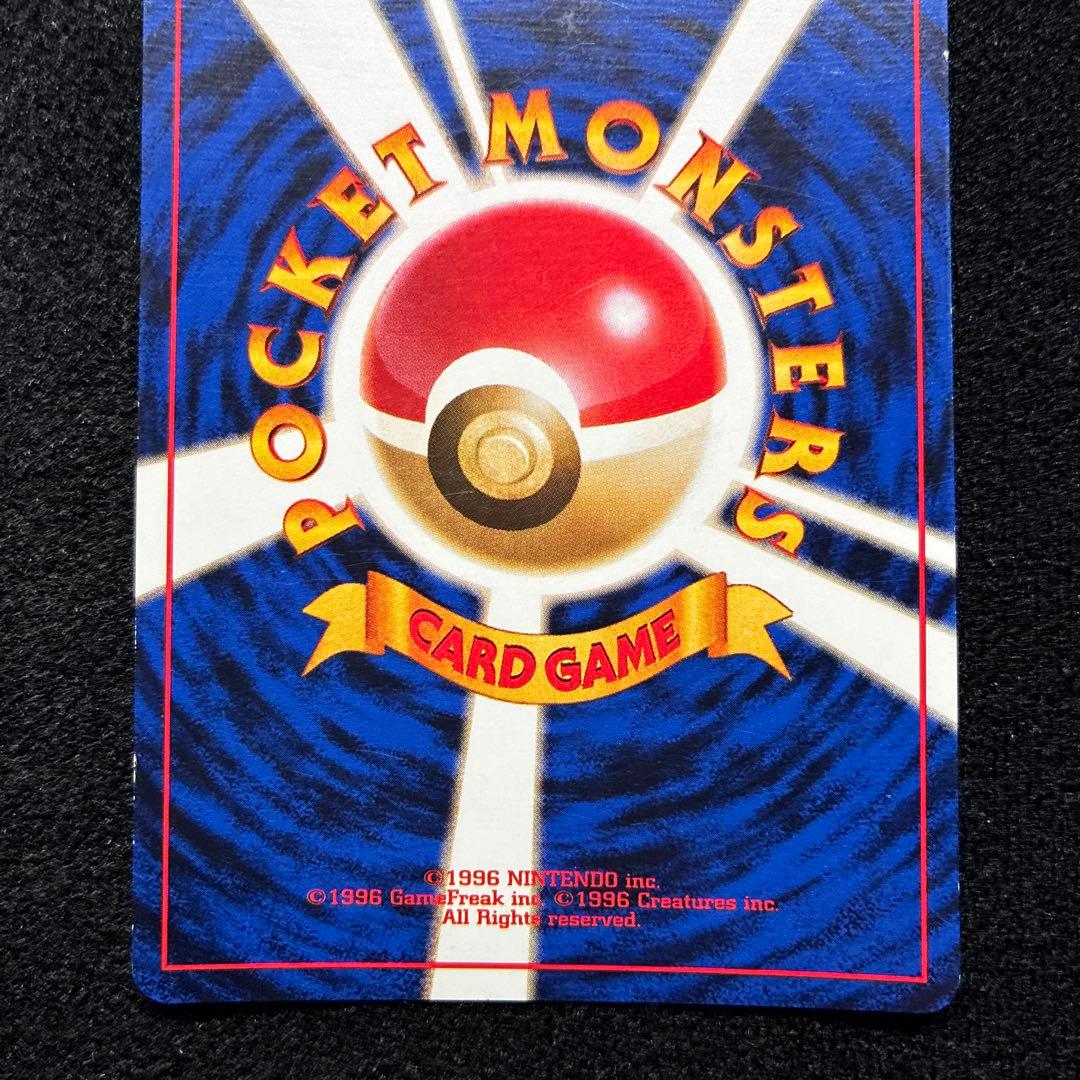 POCKET MONSTERS
CARD GAME
©1996 NINTENDO inc.
©1996 GameFreak inc. ©1996 Creatures inc.
All Rights reserved.